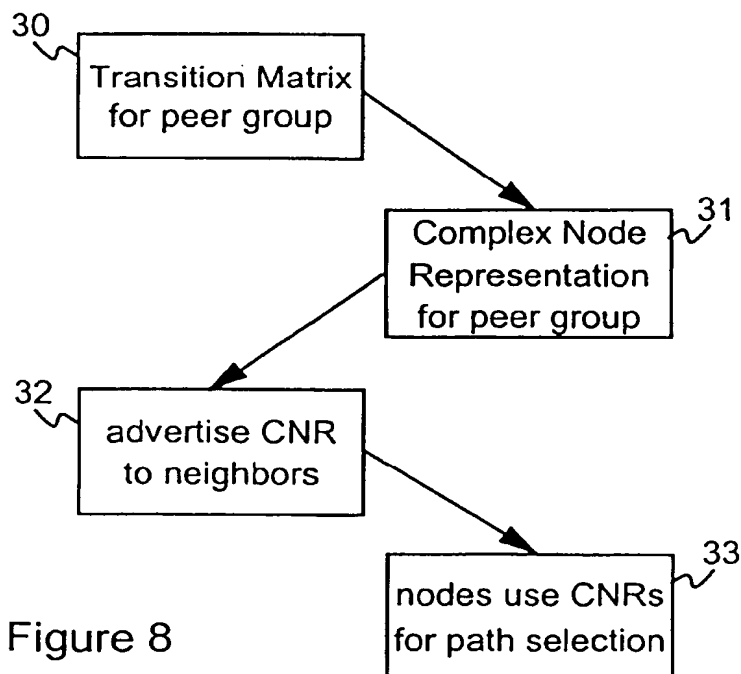 30
Transition Matrix
for peer group
31
Complex Node
Representation
for peer group
32
advertise CNR
to neighbors
33
nodes use CNRs
for path selection
Figure 8